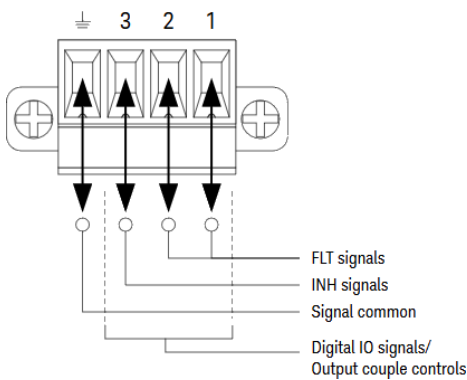 ⏚ 3 2 1
FLT signals
INH signals
Signal common
Digital IO signals/
Output couple controls